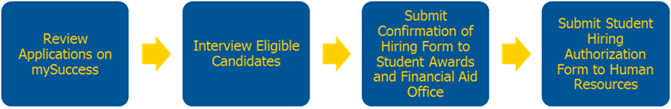 Review
Applications on
mySuccess
Interview Eligible
Candidates
Submit
Confirmation of
Hiring Form to
Student Awards
and Financial Aid
Office
Submit Student
Hiring
Authorization
Form to Human
Resources